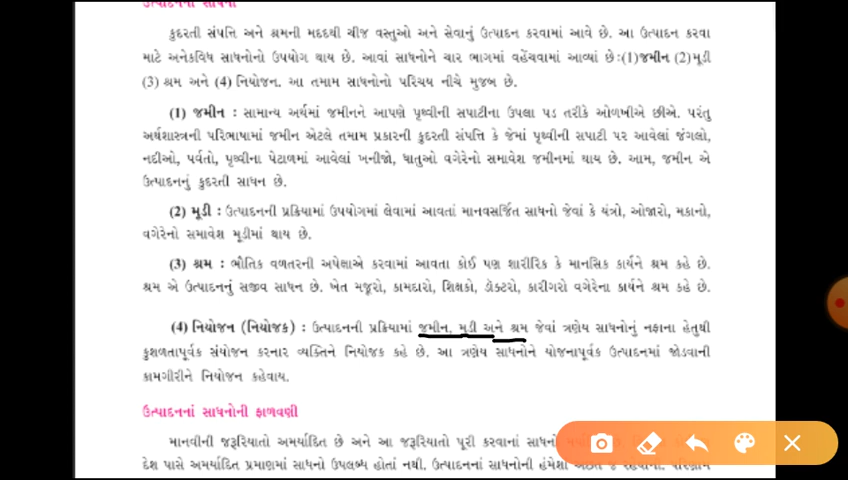 ઉત્પાદનના સાધનો
કુદરતી સંપત્તિ અને શ્રમની મદદથી ચીજ વસ્તુઓ અને સેવાનું ઉત્પાદન કરવામાં આવે છે. આ ઉત્પાદન કરવા
માટે અનેકવિધ સાધનોનો ઉપયોગ થાય છે. આવાં સાધનોને ચાર ભાગમાં વહેંચવામાં આવ્યાં છે:(1)જમીન (2)મૂડી
(3) શ્રમ અને (4) નિયોજન. આ તમામ સાધનોનો પરિચય નીચે મુજબ છે.
(1) જમીન : સામાન્ય અર્થમાં જમીનને આપણે પૃથ્વીની સપાટીના ઉપલા પડ તરીકે ઓળખીએ છીએ. પરંતુ
અર્થશાસ્ત્રની પરિભાષામાં જમીન એટલે તમામ પ્રકારની કુદરતી સંપત્તિ કે જેમાં પૃથ્વીની સપાટી પર આવેલાં જંગલો,
નદીઓ, પર્વતો, પૃથ્વીના પેટાળમાં આવેલાં ખનીજો, ધાતુઓ વગેરેનો સમાવેશ જમીનમાં થાય છે. આમ, જમીન એ
ઉત્પાદનનું કુદરતી સાધન છે.
(2) મૂડી : ઉત્પાદનની પ્રક્રિયામાં ઉપયોગમાં લેવામાં આવતાં માનવસર્જિત સાધનો જેવાં કે યંત્રો, ઓજારો, મકાનો,
વગેરેનો સમાવેશ મૂડીમાં થાય છે.
(3) શ્રમ : ભૌતિક વળતરની અપેક્ષાએ કરવામાં આવતા કોઈ પણ શારીરિક કે માનસિક કાર્યને શ્રમ કહે છે.
શ્રમ એ ઉત્પાદનનું સજીવ સાધન છે. ખેત મજૂરો, કામદારો, શિક્ષકો, ડૉક્ટરો, કારીગરો વગેરેના કાર્યને શ્રમ કહે છે.
(4) નિયોજન (નિયોજક) : ઉત્પાદનની પ્રક્રિયામાં જમીન, મૂડી અને શ્રમ જેવાં ત્રણેય સાધનોનું નફાના હેતુથી
કુશળતાપૂર્વક સંયોજન કરનાર વ્યક્તિને નિયોજક કહે છે. આ ત્રણેય સાધનોને યોજનાપૂર્વક ઉત્પાદનમાં જોડવાની
કામગીરીને નિયોજન કહેવાય.
ઉત્પાદનનાં સાધનોની ફાળવણી
માનવીની જરૂરિયાતો અમર્યાદિત છે અને આ જરૂરિયાતો પૂરી કરવાનાં સાધનો
દેશ પાસે અમર્યાદિત પ્રમાણમાં સાધનો ઉપલબ્ધ હોતાં નથી. ઉત્પાદનનાં સાધનોની હંમેશાં